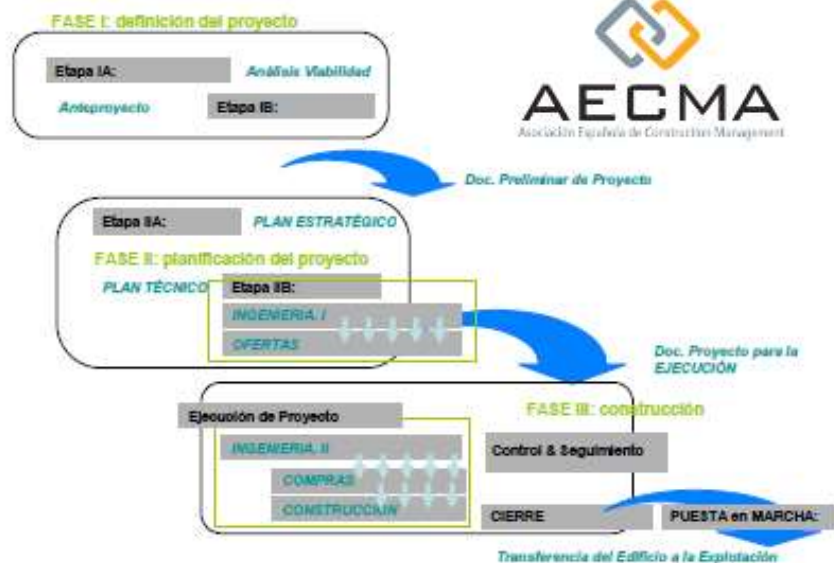 FASE I: definición del proyecto
Etapa IA:
Análisis Viabilidad
Anteproyecto
Etapa IB:
AECMA
Asociación Española de Construction Management
Doc. Preliminar de Proyecto
Etapa IIA:
PLAN ESTRATÉGICO
FASE II: planificación del proyecto
PLAN TÉCNICO
Etapa IIB:
INGENIERIA, I
OFERTAS
Doc. Proyecto para la
EJECUCIÓN
Ejecución de Proyecto
FASE III: construcción
INGENIERIA, II
Control & Seguimiento
COMPRAS
CONSTRUCCION
CIERRE
PUESTA en MARCHA:
Transferencia del Edificio a la Explotación